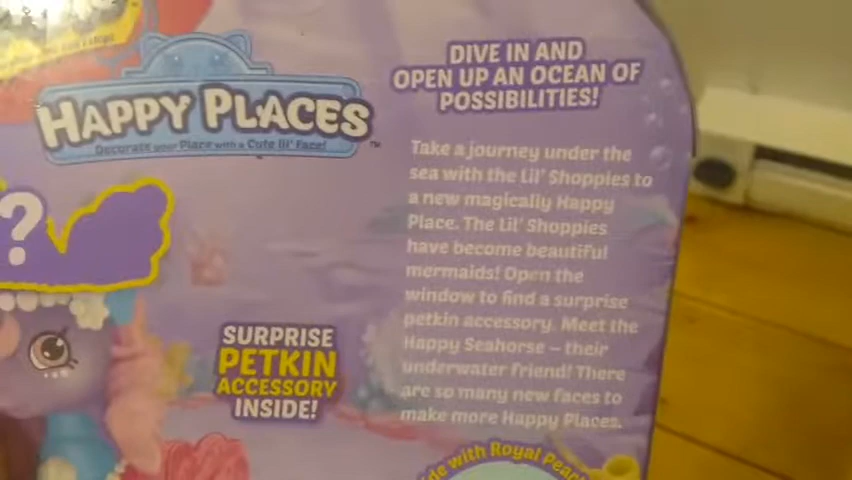 HAPPY PLACES
Decorate your Place with a Cute lil' Face!
™
DIVE IN AND
OPEN UP AN OCEAN OF
POSSIBILITIES!
Take a journey under the
sea with the Lil' Shoppies to
a new magically Happy
Place. The Lil' Shoppies
have become beautiful
mermaids! Open the
window to find a surprise
petkin accessory. Meet the
Happy Seahorse – their
underwater friend! There
are so many new faces to
make more Happy Places.
?
SURPRISE
PETKIN
ACCESSORY
INSIDE!
with Royal